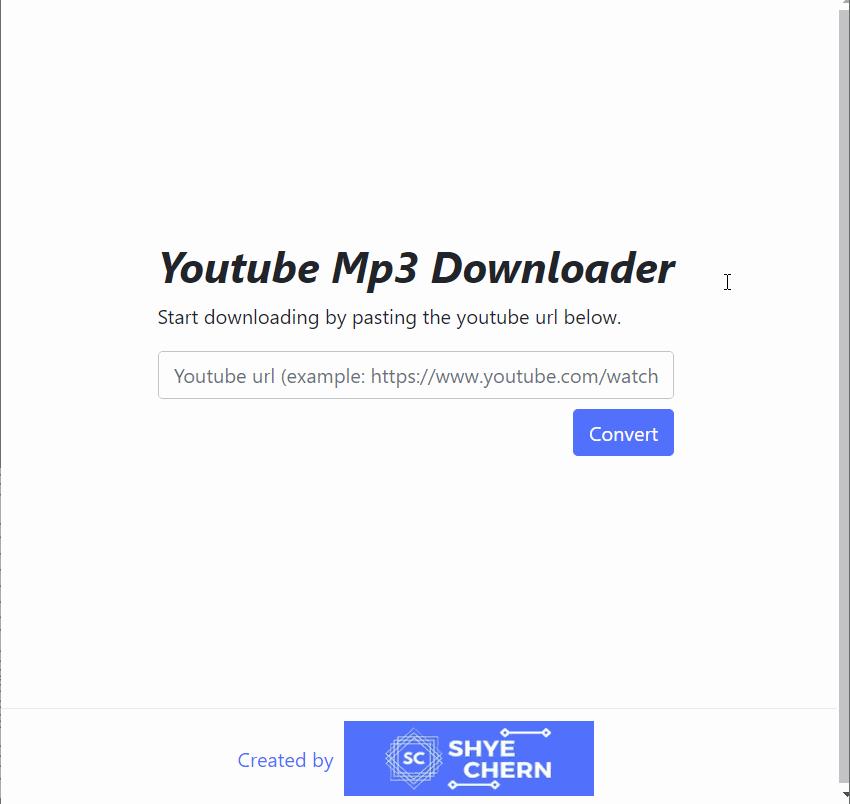 Youtube Mp3 Downloader
Start downloading by pasting the youtube url below.
Youtube url (example: https://www.youtube.com/watch
Convert
Created by
SC
SHYE
CHERN